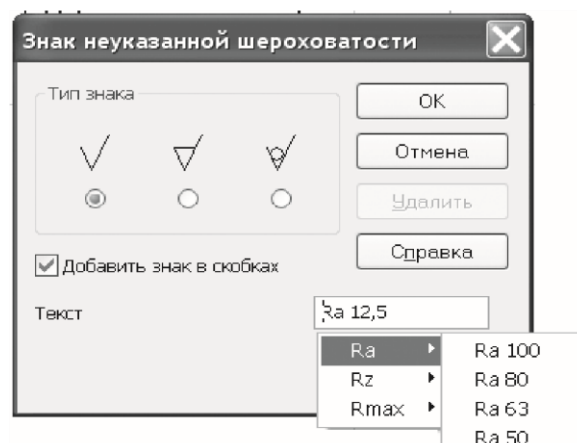 Знак неуказанной шероховатости
Тип знака
OK
Отмена
Удалить
Справка
Добавить знак в скобках
Текст
Ra 12,5
Ra
Rz
Rmax
Ra 100
Ra 80
Ra 63
Ra 50